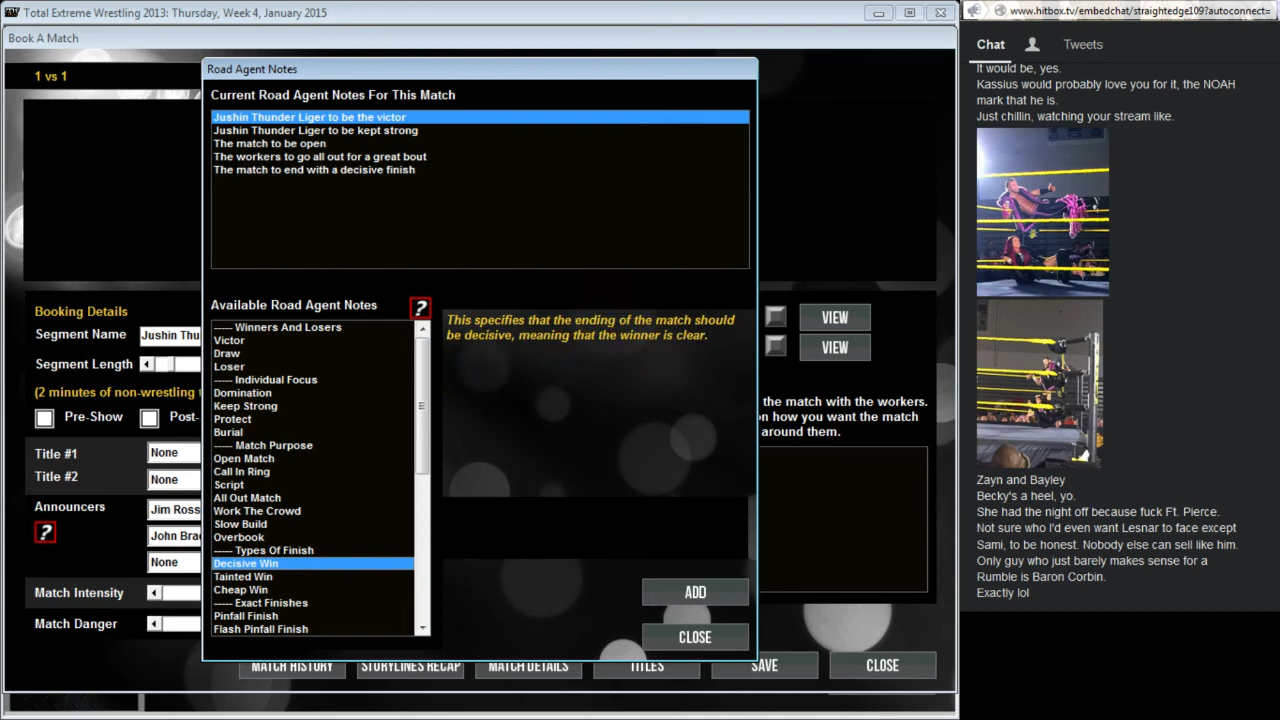 Total Extreme Wrestling 2013: Thursday, Week 4, January 2015
Book A Match
1 vs 1
Road Agent Notes
Current Road Agent Notes For This Match
Jushin Thunder Liger to be the victor
Jushin Thunder Liger to be kept strong
The match to be open
The workers to go all out for a great bout
The match to end with a decisive finish
Available Road Agent Notes
?
----- Winners And Losers
Victor
Draw
Loser
----- Individual Focus
Domination
Keep Strong
Protect
Burial
----- Match Purpose
Open Match
Call In Ring
Script
All Out Match
Work The Crowd
Slow Build
Overbook
----- Types Of Finish
Decisive Win
Tainted Win
Cheap Win
----- Exact Finishes
Pinfall Finish
Flash Pinfall Finish
This specifies that the ending of the match should
be decisive, meaning that the winner is clear.
ADD
CLOSE
Booking Details
Segment Name
Jushin Thu
Segment Length
(2 minutes of non-wrestling
Pre-Show
Post-
Title #1
None
Title #2
None
Announcers
Jim Ross
?
John Bra
None
Match Intensity
Match Danger
VIEW
VIEW
the match with the workers.
on how you want the match
around them.
MATCH HISTORY
STORYLINES RECAP
MATCH DETAILS
TITLES
SAVE
CLOSE
www.hitbox.tv/embedchat/straightedge109?autoconnect=
Chat
Tweets
It would be, yes.
Kassius would probably love you for it, the NOAH
mark that he is.
Just chillin, watching your stream like.
Zayn and Bayley
Becky's a heel, yo.
She had the night off because fuck Ft. Pierce.
Not sure who I'd even want Lesnar to face except
Sami, to be honest. Nobody else can sell like him.
Only guy who just barely makes sense for a
Rumble is Baron Corbin.
Exactly lol